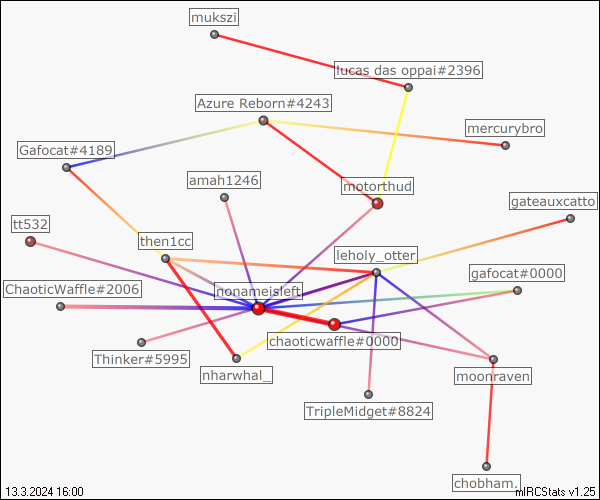 mukszi
lucas das oppai#2396
Azure Reborn#4243
mercurybro
Gafocat#4189
amah1246
motorthud
gateauxcatto
tt532
then1cc
leholy_otter
gafocat#0000
ChaoticWaffle#2006
nonameisleft
chaoticwaffle#0000
Thinker#5995
nharwhal_
moonraven
TripleMidget#8824
chobham.
13.3.2024 16:00
mIRCStats v1.25